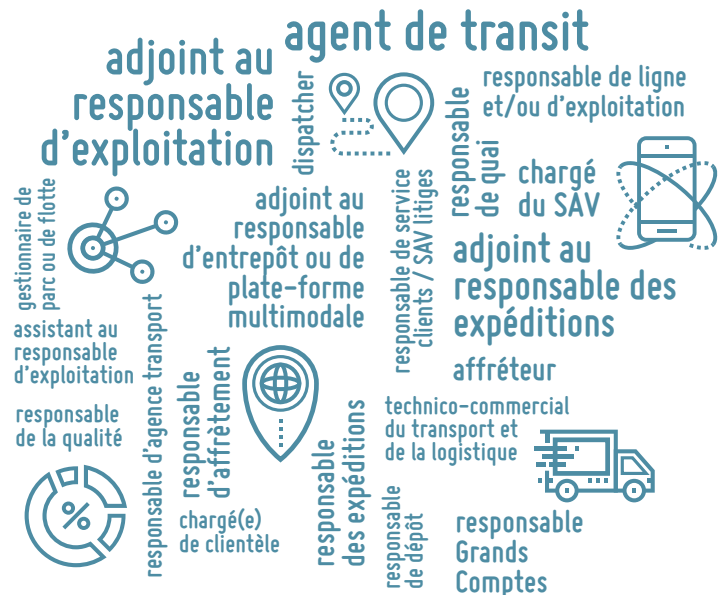 agent de transit
adjoint au
responsable
d'exploitation
dispatcher
responsable de ligne
et/ou d'exploitation
responsable
de quai
chargé
du SAV
gestionnaire de
parc ou de flotte
adjoint au
responsable
d'entrepôt ou de
plate-forme
multimodale
responsable de service
clients / SAV litiges
adjoint au
responsable des
expéditions
assistant au
responsable
d'exploitation
responsable d'agence transport
responsable
d'affrètement
affréteur
responsable
de la qualité
technico-commercial
du transport et
de la logistique
responsable
des expéditions
%
chargé(e)
de clientèle
responsable
de dépôt
responsable
Grands
Comptes